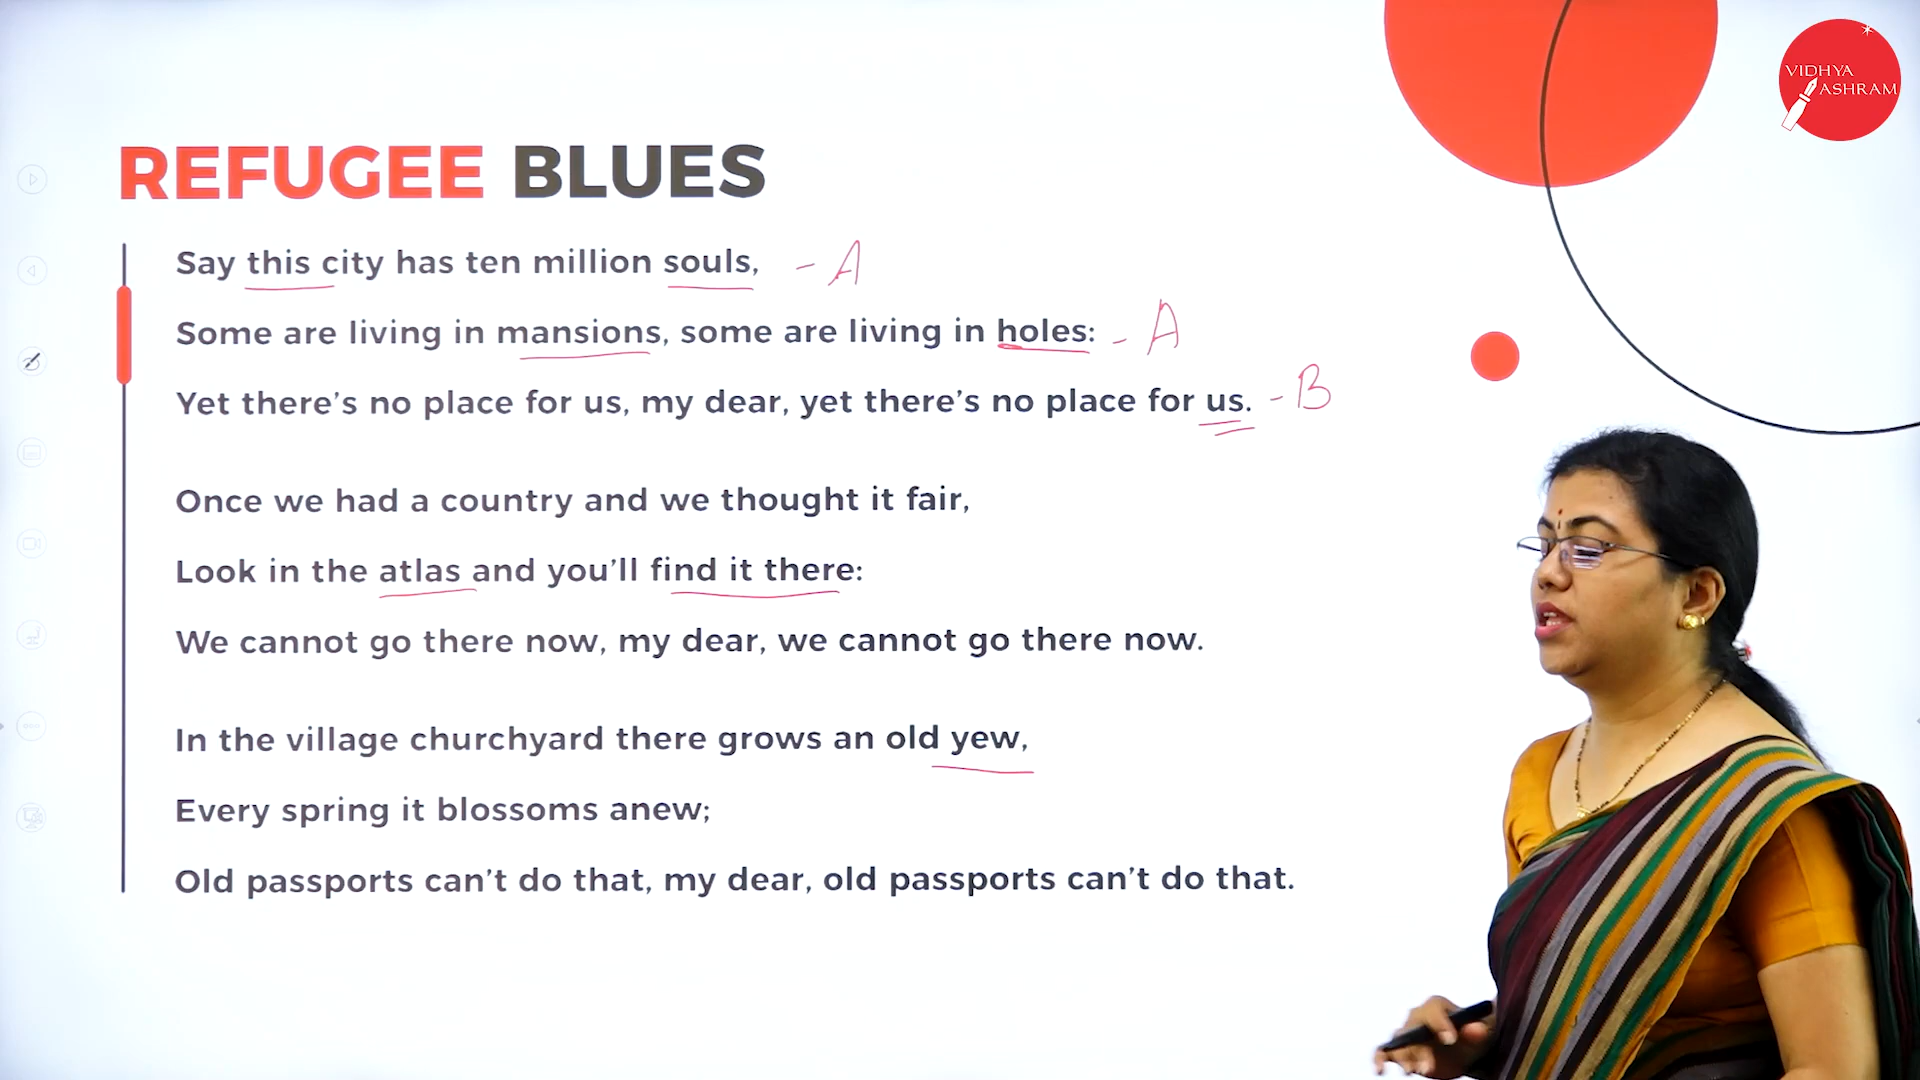 VIDHYA
ASHRAM
REFUGEE BLUES
Say this city has ten million souls, - A
Some are living in mansions, some are living in holes: - A
Yet there's no place for us, my dear, yet there's no place for us. - B
Once we had a country and we thought it fair,
Look in the atlas and you'll find it there:
We cannot go there now, my dear, we cannot go there now.
In the village churchyard there grows an old yew,
Every spring it blossoms anew;
Old passports can't do that, my dear, old passports can't do that.